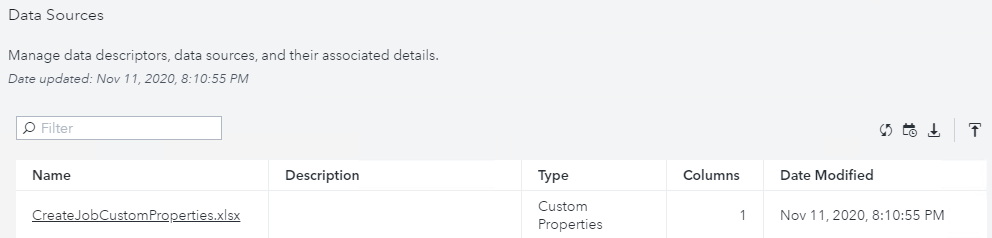 Data Sources
Manage data descriptors, data sources, and their associated details.
Date updated: Nov 11, 2020, 8:10:55 PM
Filter
Name Description Type Columns Date Modified
CreateJobCustomProperties.xlsx Custom Properties 1 Nov 11, 2020, 8:10:55 PM